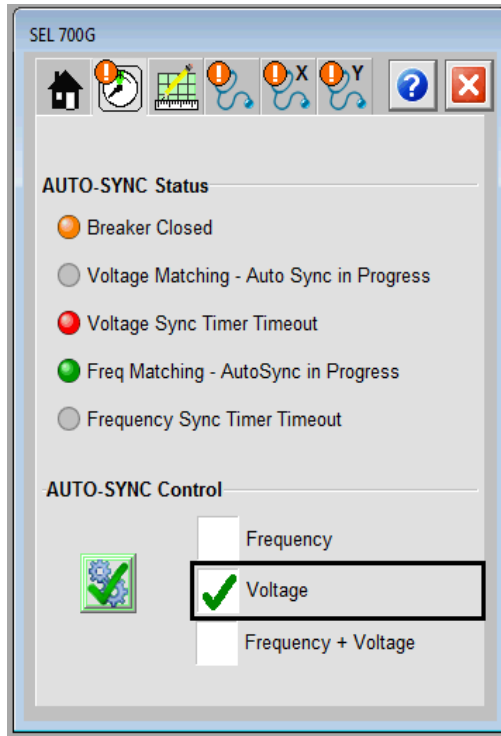 SEL 700G
X
Y
?
AUTO-SYNC Status
Breaker Closed
Voltage Matching - Auto Sync in Progress
Voltage Sync Timer Timeout
Freq Matching - AutoSync in Progress
Frequency Sync Timer Timeout
AUTO-SYNC Control
Frequency
Voltage
Frequency + Voltage